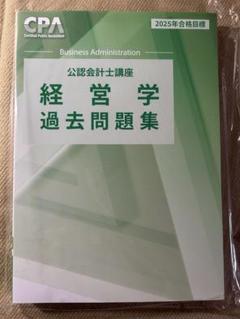 CPA
Certified Public Accountant
2025年合格目標
Business Administration
公認会計士講座
経営学
過去問題集